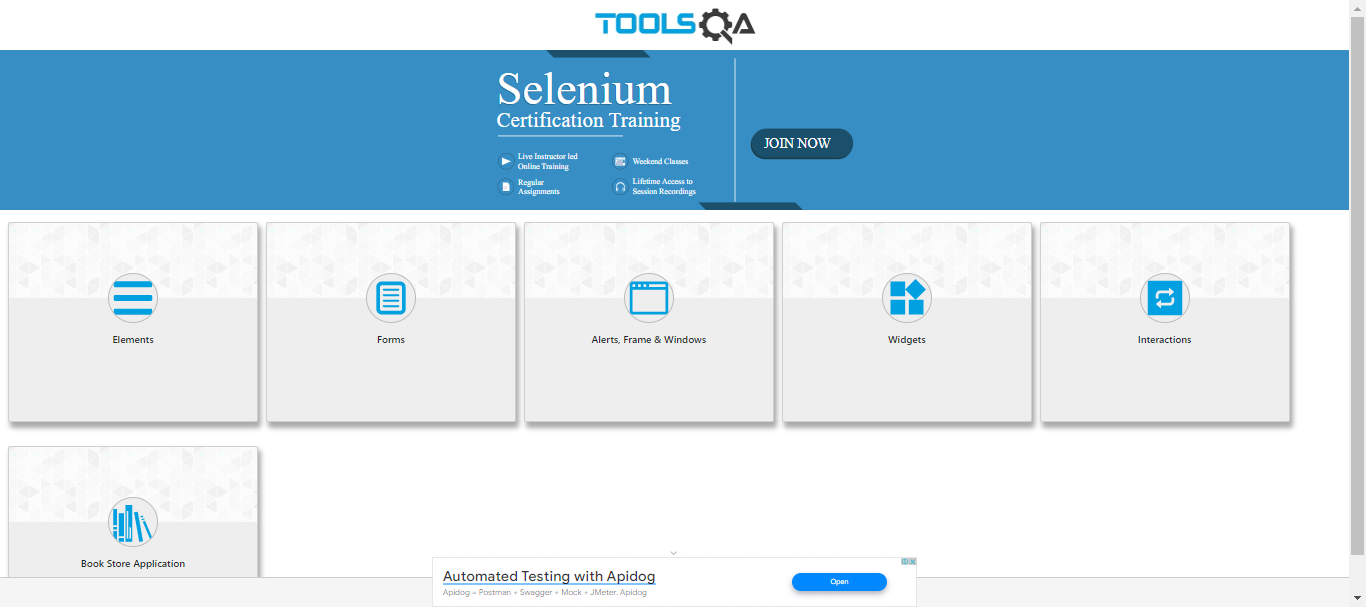 TOOLSQA
Selenium
Certification Training
Live Instructor led
Online Training
Weekend Classes
Regular
Assignments
Lifetime Access to
Session Recordings
JOIN NOW
Elements
Forms
Alerts, Frame & Windows
Widgets
Interactions
Book Store Application
Automated Testing with Apidog
Apidog = Postman + Swagger + Mock + JMeter. Apidog
Open